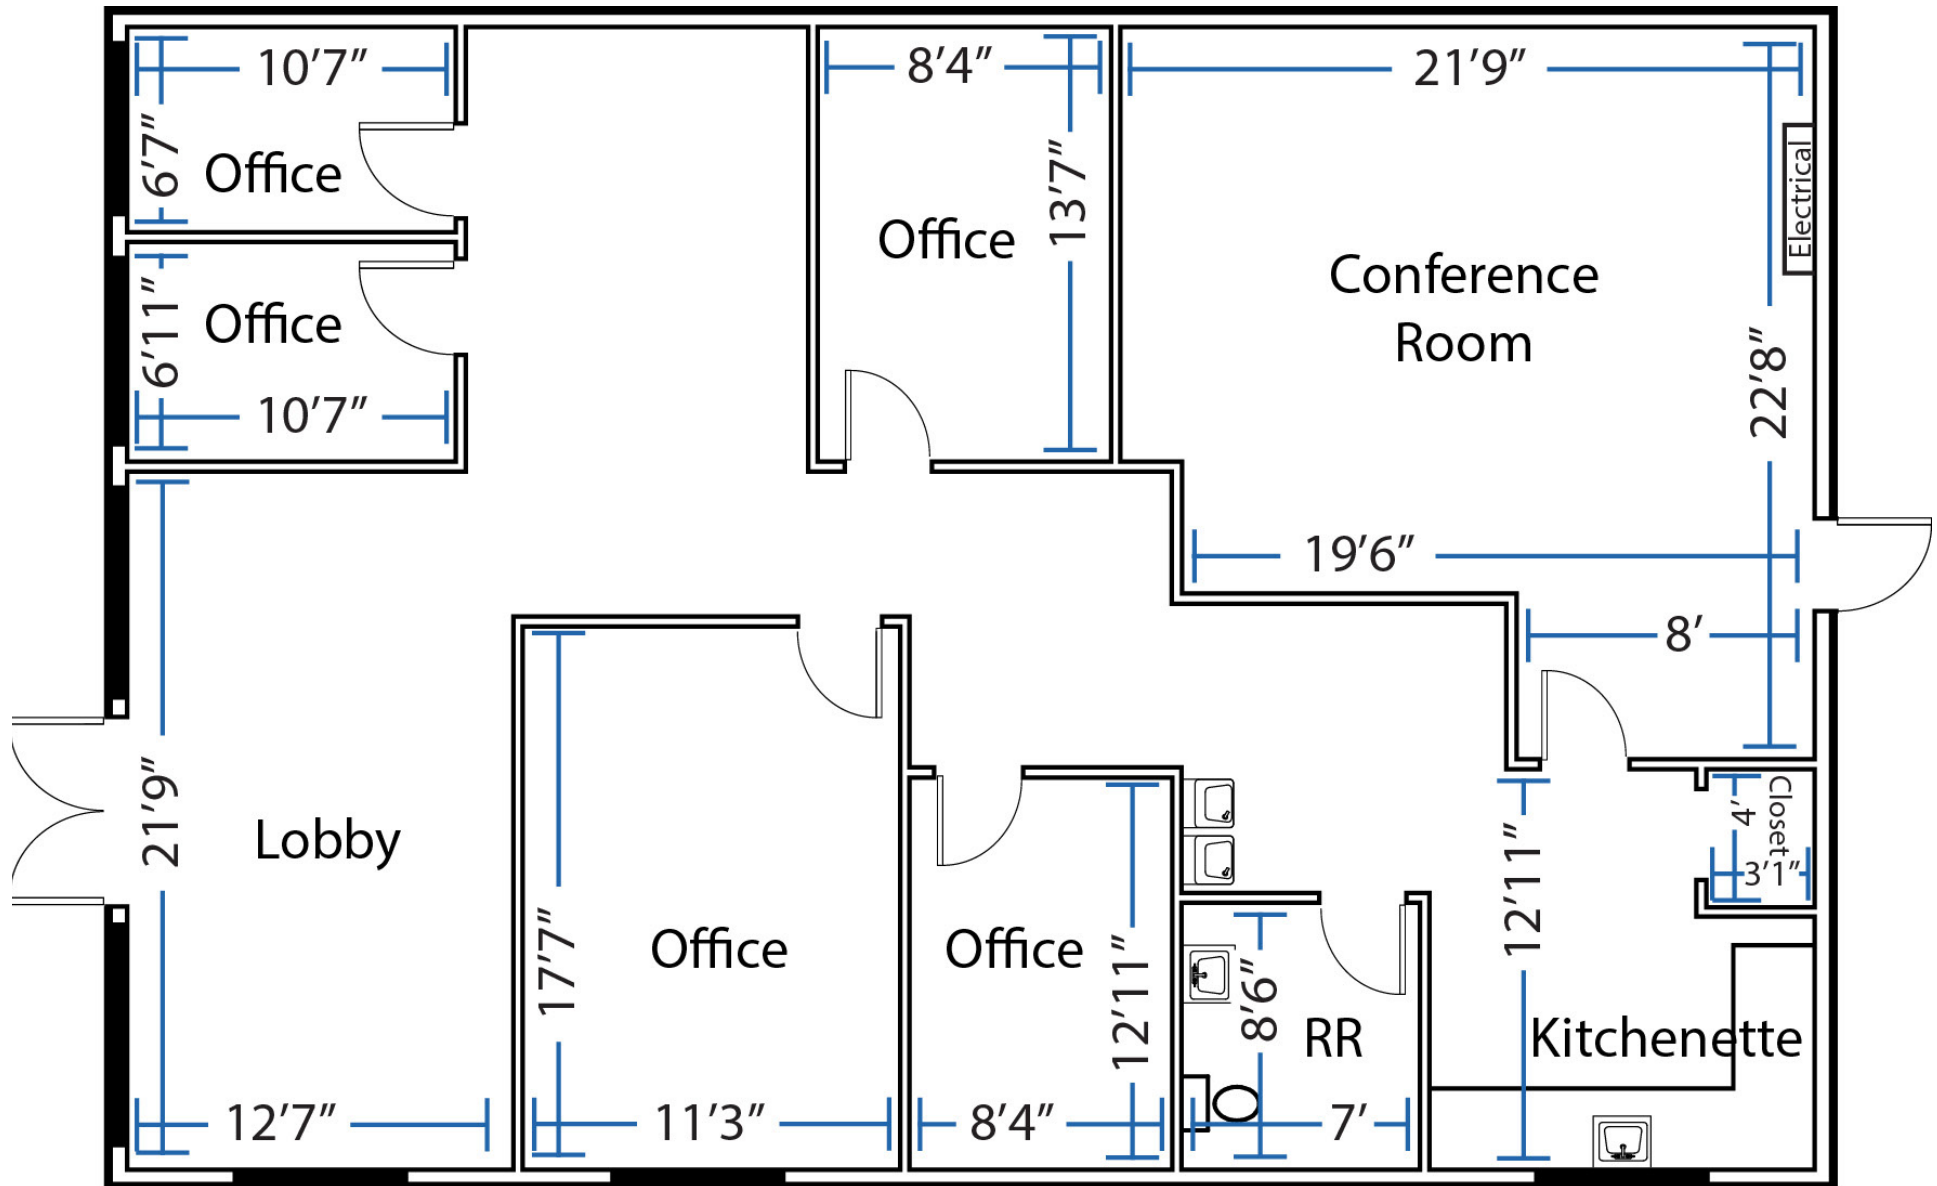 10’7”
6’7”
Office
6’11”
Office
10’7”
8’4”
13’7”
Office
21’9”
Electrical
Conference
Room
22’8”
19’6”
8’
21’9”
Lobby
12’7”
17’7”
Office
11’3”
Office
12’11”
8’4”
8’6”
RR
7’
12’11”
Closet
4’
3’1”
Kitchenette